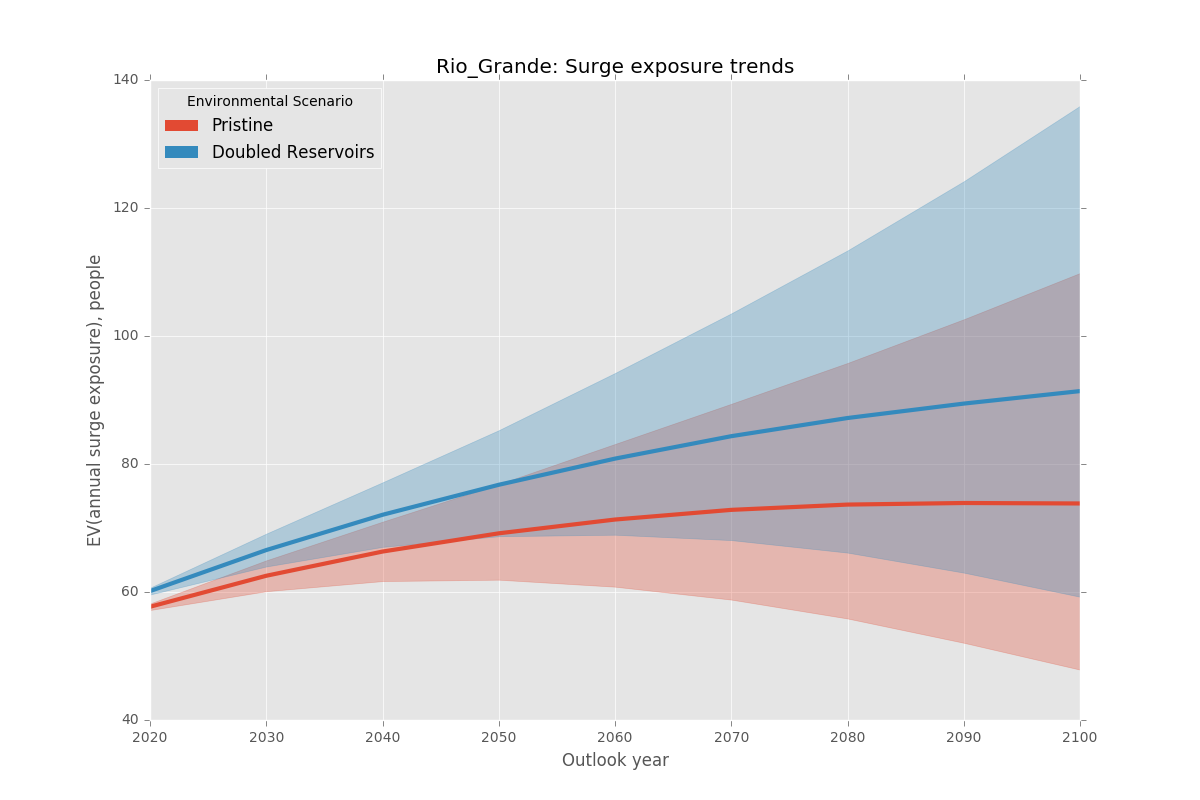 Rio_Grande: Surge exposure trends
Environmental Scenario
Pristine
Doubled Reservoirs
EV(annual surge exposure), people
140
120
100
80
60
40
2020 2030 2040 2050 2060 2070 2080 2090 2100
Outlook year